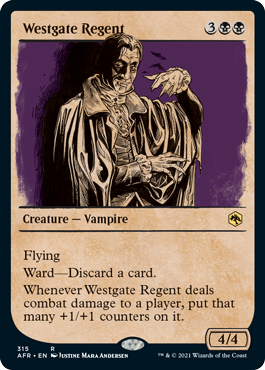 Westgate Regent 3
Creature — Vampire
Flying
Ward—Discard a card.
Whenever Westgate Regent deals
combat damage to a player, put that
many +1/+1 counters on it.
4/4
315 R
AFR • EN Justine Mara Andersen
™ & © 2021 Wizards of the Coast